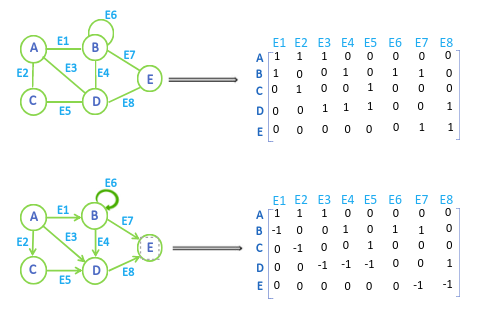 E6
A E1 B E7
E2 E3 E4 E
C E5 D E8
E1 E2 E3 E4 E5 E6 E7 E8
A 1 1 1 0 0 0 0 0
B 1 0 0 1 0 1 1 0
C 0 1 0 0 1 0 0 0
D 0 0 1 1 1 0 0 1
E 0 0 0 0 0 0 1 1
E6
A E1 B E7
E2 E3 E4 E
C E5 D E8
E1 E2 E3 E4 E5 E6 E7 E8
A 1 1 1 0 0 0 0 0
B -1 0 0 1 0 1 1 0
C 0 -1 0 0 1 0 0 0
D 0 0 -1 -1 -1 0 0 1
E 0 0 0 0 0 0 -1 -1